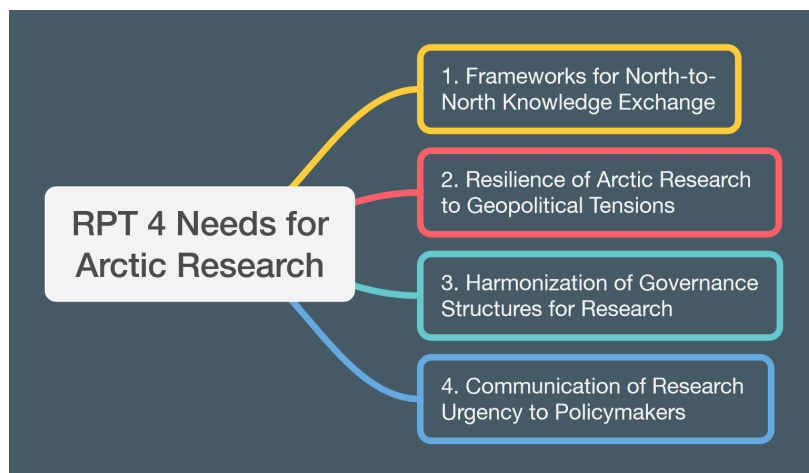 RPT 4 Needs for
Arctic Research
1. Frameworks for North-to-
North Knowledge Exchange
2. Resilience of Arctic Research
to Geopolitical Tensions
3. Harmonization of Governance
Structures for Research
4. Communication of Research
Urgency to Policymakers